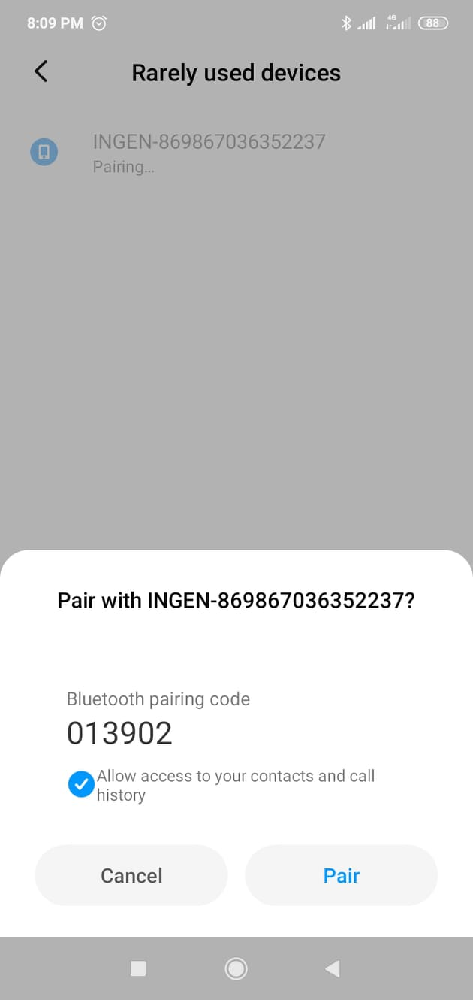 8:09 PM
4G
88
Rarely used devices
INGEN-869867036352237
Pairing...
Pair with INGEN-869867036352237?
Bluetooth pairing code
013902
Allow access to your contacts and call
history
Cancel
Pair